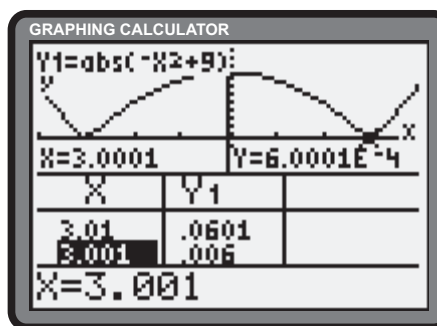 GRAPHING CALCULATOR
Y1=abs(-X2+9)
y
x
X=3.0001 Y=6.0001E-4
X Y1
3.01 .0601
3.001 .006
X=3.001